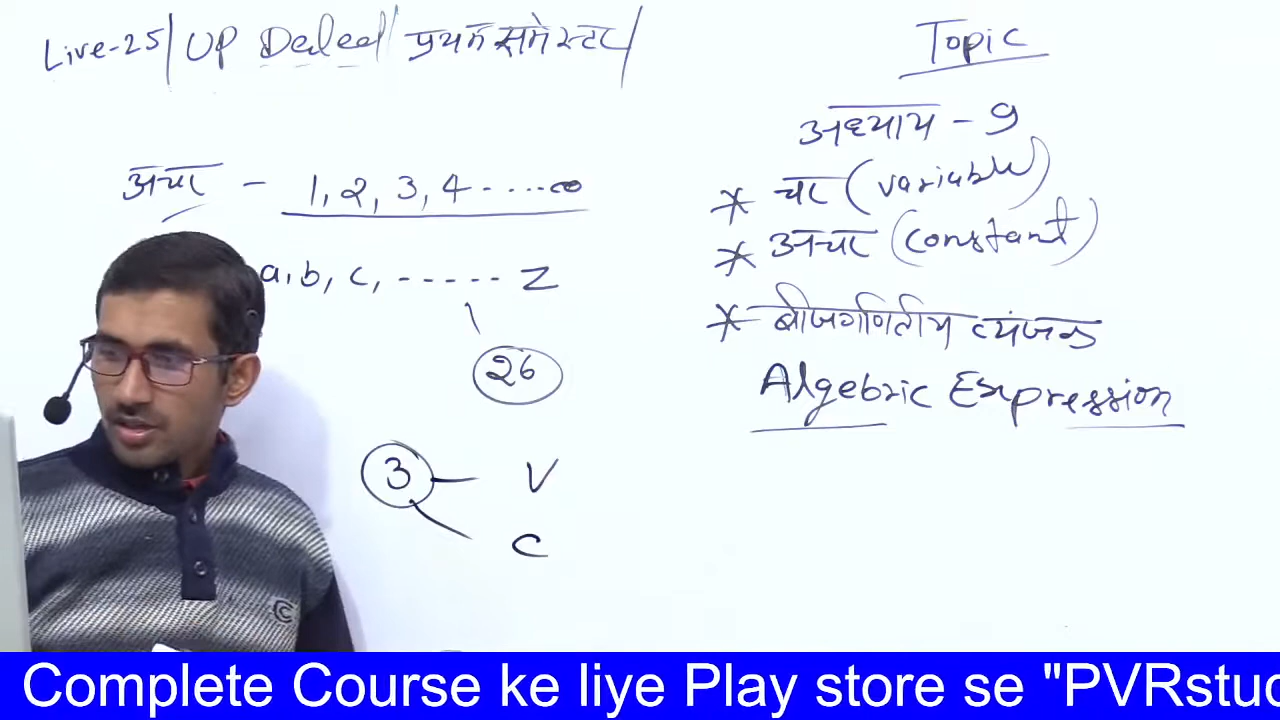 Live-25/ UP Deled/ प्रथम सेमेस्टर/
अचर - 1, 2, 3, 4.....∞
a, b, c, ------ z
26
3 - V
C
Topic
अध्याय - 9
* चर (variable)
* अचर (constant)
* बीजगणितीय व्यंजक
Algebric Expression
Complete Course ke liye Play store se "PVRstud